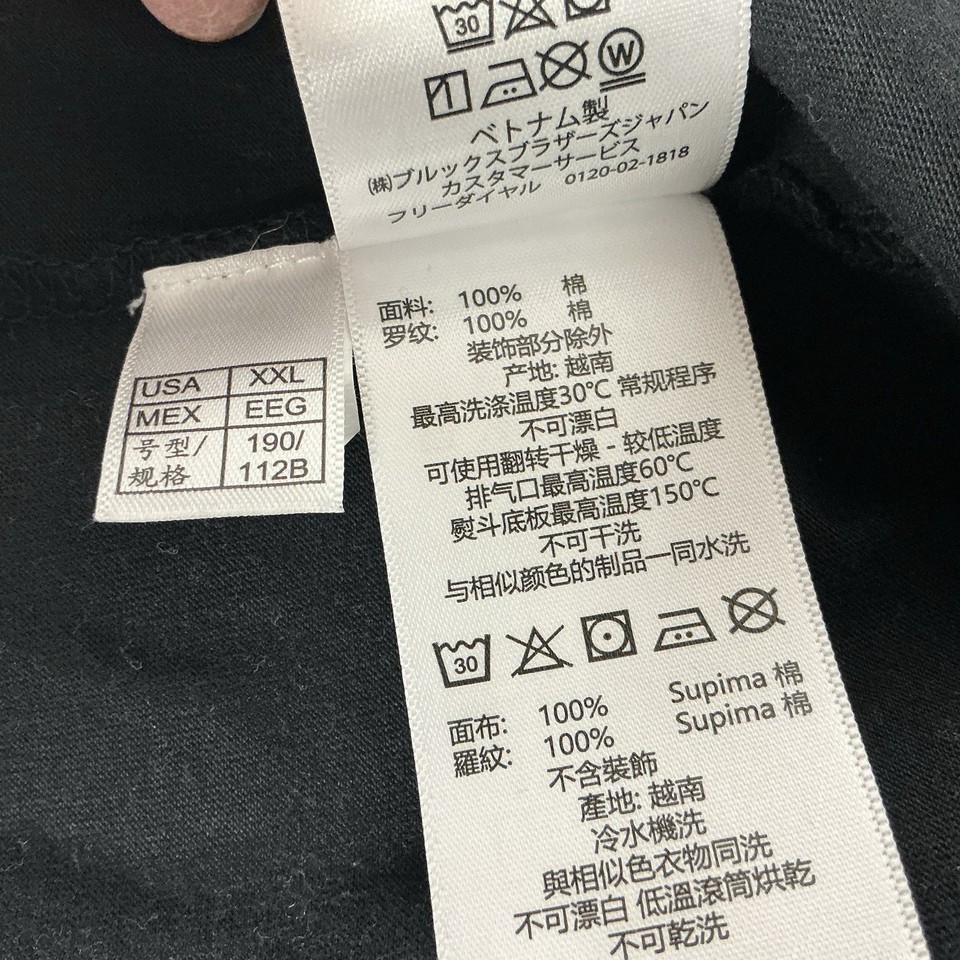 30
W
ベトナム製
㈱ブルックスブラザーズジャパン
カスタマーサービス
フリーダイヤル 0120-02-1818
USA XXL
MEX EEG
号型/ 190/
规格 112B
面料: 100% 棉
罗纹: 100% 棉
装饰部分除外
产地: 越南
最高洗涤温度30℃ 常规程序
不可漂白
可使用翻转干燥 - 较低温度
排气口最高温度60℃
熨斗底板最高温度150℃
不可干洗
与相似颜色的制品一同水洗
30
面布: 100% Supima 棉
羅紋: 100% Supima 棉
不含裝飾
產地: 越南
冷水機洗
與相似色衣物同洗
不可漂白 低溫滾筒烘乾
不可乾洗